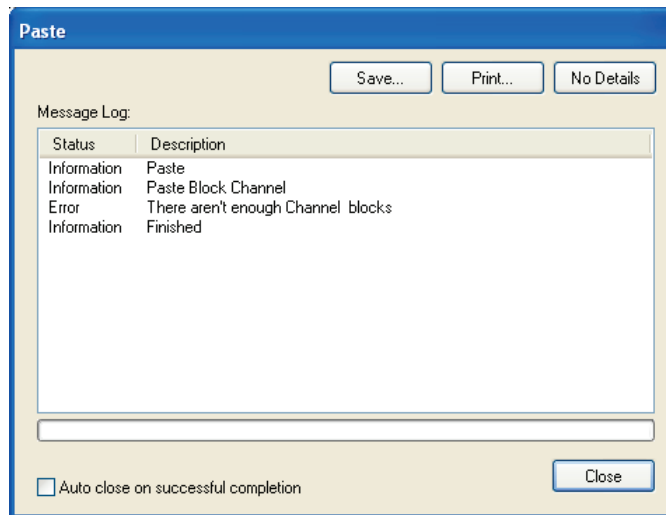 Paste
Save... Print... No Details
Message Log:
Status Description
Information Paste
Information Paste Block Channel
Error There aren't enough Channel  blocks
Information Finished
Close
Auto close on successful completion